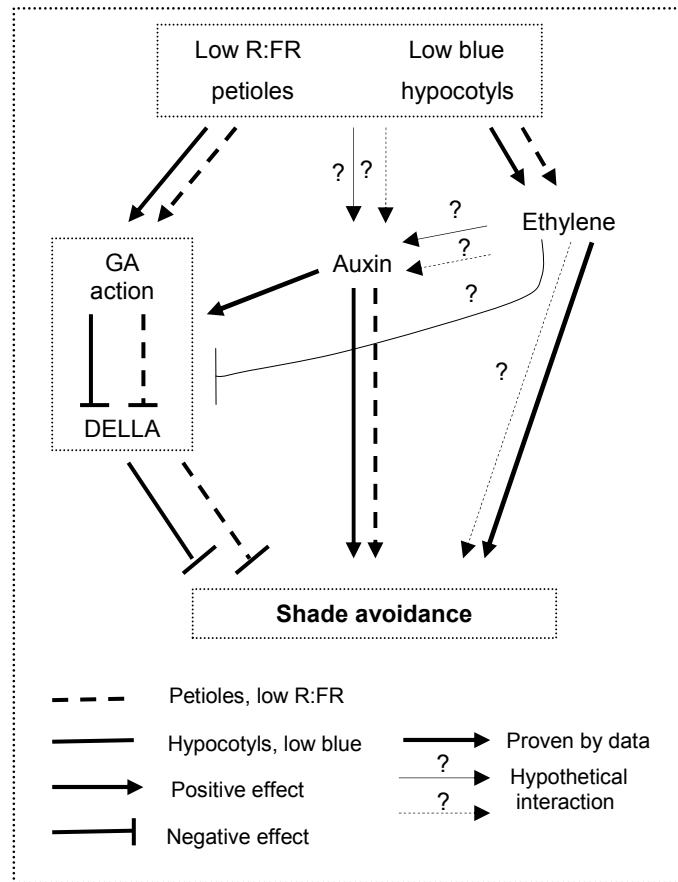 Low R:FR
petioles
Low blue
hypocotyls
? ?
?
Ethylene
GA
action
Auxin
?
?
?
DELLA
Shade avoidance
Petioles, low R:FR
Hypocotyls, low blue
Proven by data
?
Positive effect
Hypothetical
interaction
?
Negative effect